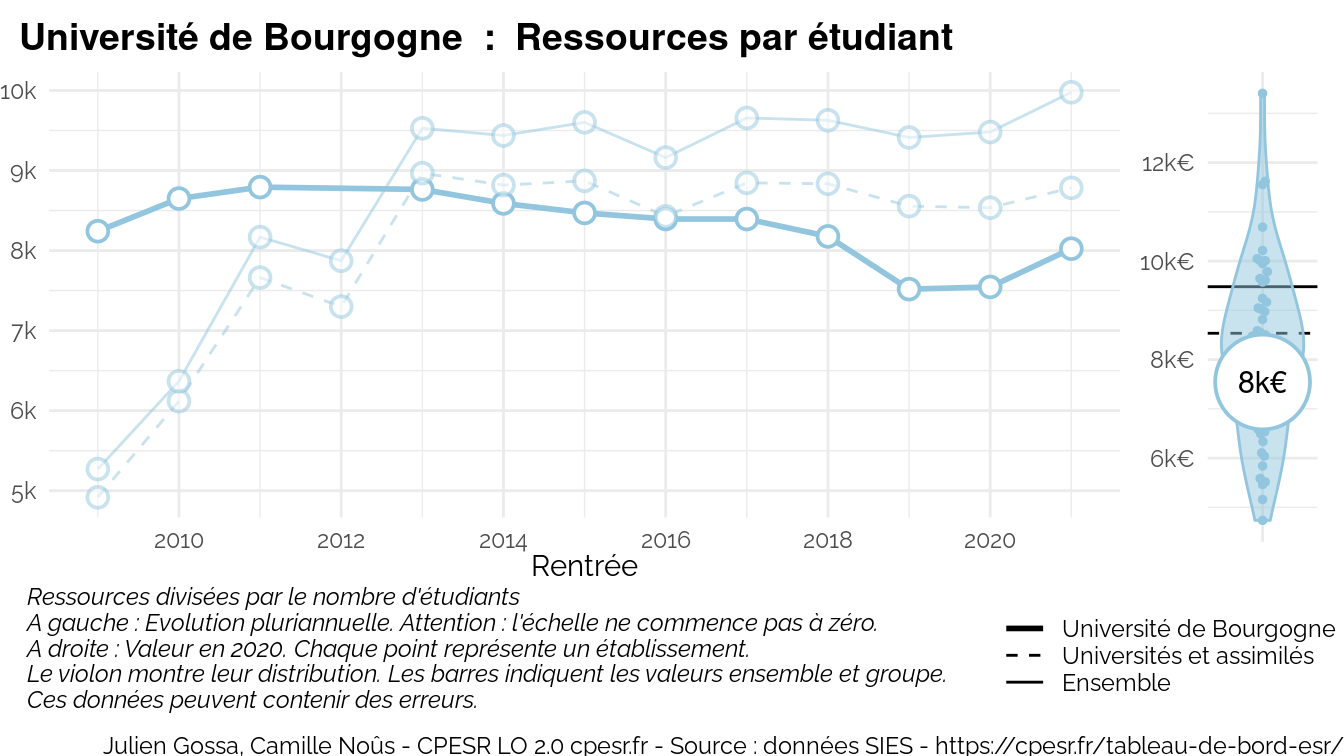 Université de Bourgogne : Ressources par étudiant
10k
9k
8k
7k
6k
5k
2010 2012 2014 2016 2018 2020
Rentrée
12k€
10k€
8k€
6k€
8k€
Ressources divisées par le nombre d'étudiants
A gauche : Evolution pluriannuelle. Attention : l'échelle ne commence pas à zéro.
A droite : Valeur en 2020. Chaque point représente un établissement.
Le violon montre leur distribution. Les barres indiquent les valeurs ensemble et groupe.
Ces données peuvent contenir des erreurs.
Université de Bourgogne
Universités et assimilés
Ensemble
Julien Gossa, Camille Noûs - CPESR LO 2.0 cpesr.fr - Source : données SIES - https://cpesr.fr/tableau-de-bord-esr/